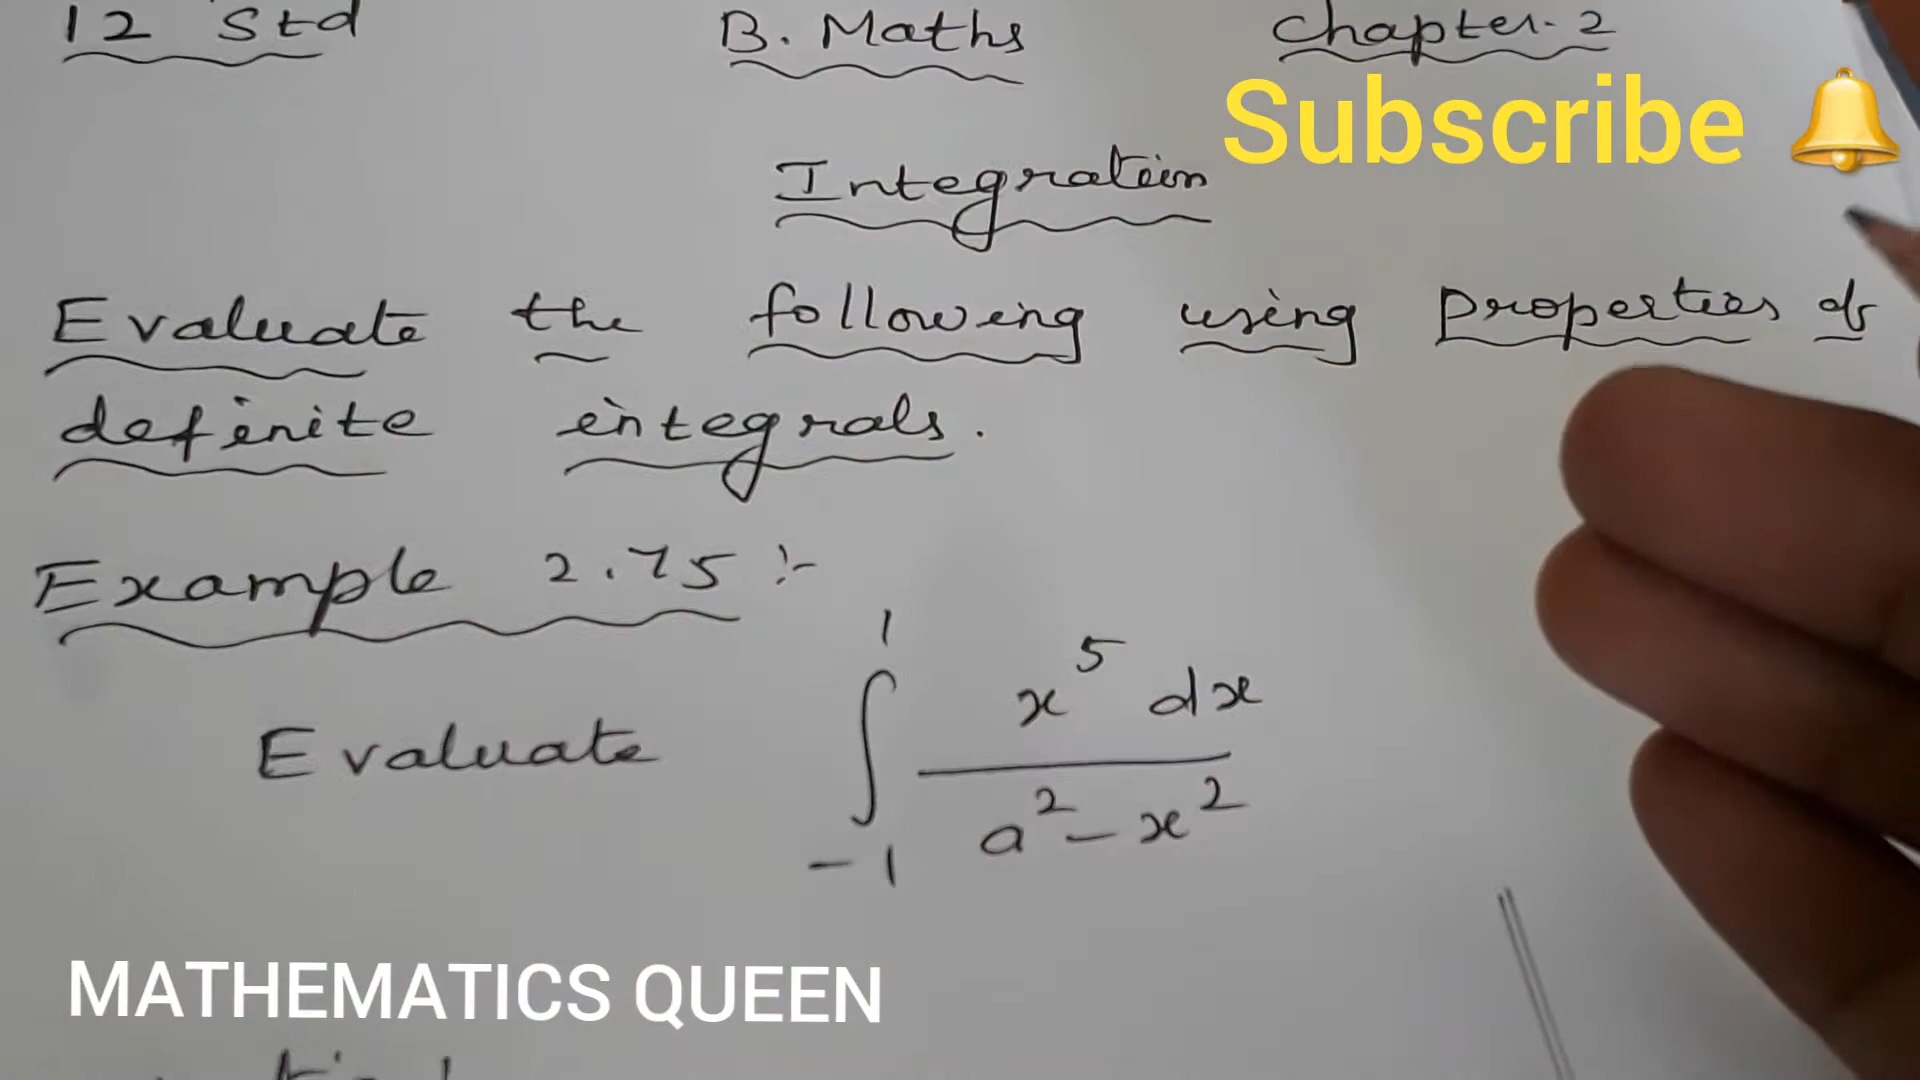 12 Std B. Maths Chapter-2
Subscribe 🔔
Integration
Evaluate the following using properties of
definite integrals.
Example 2.75 :-
Evaluate ∫_{-1}^{1} x^5 dx / a^2 - x^2
MATHEMATICS QUEEN